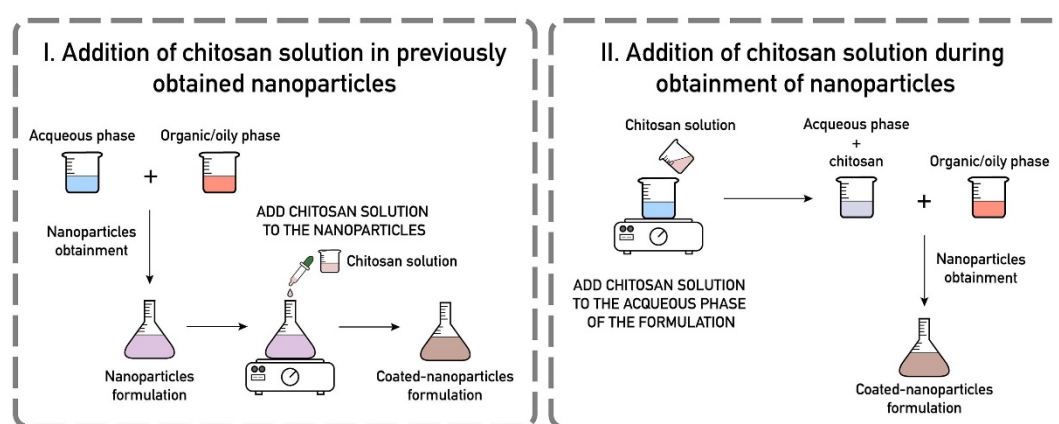 I. Addition of chitosan solution in previously
obtained nanoparticles
Acqueous phase
Organic/oily phase
+
Nanoparticles
obtainment
ADD CHITOSAN SOLUTION
TO THE NANOPARTICLES
Chitosan solution
Nanoparticles
formulation
Coated-nanoparticles
formulation
II. Addition of chitosan solution during
obtainment of nanoparticles
Chitosan solution
Acqueous phase
+
chitosan
Organic/oily phase
+
ADD CHITOSAN SOLUTION
TO THE ACQUEOUS PHASE
OF THE FORMULATION
Nanoparticles
obtainment
Coated-nanoparticles
formulation